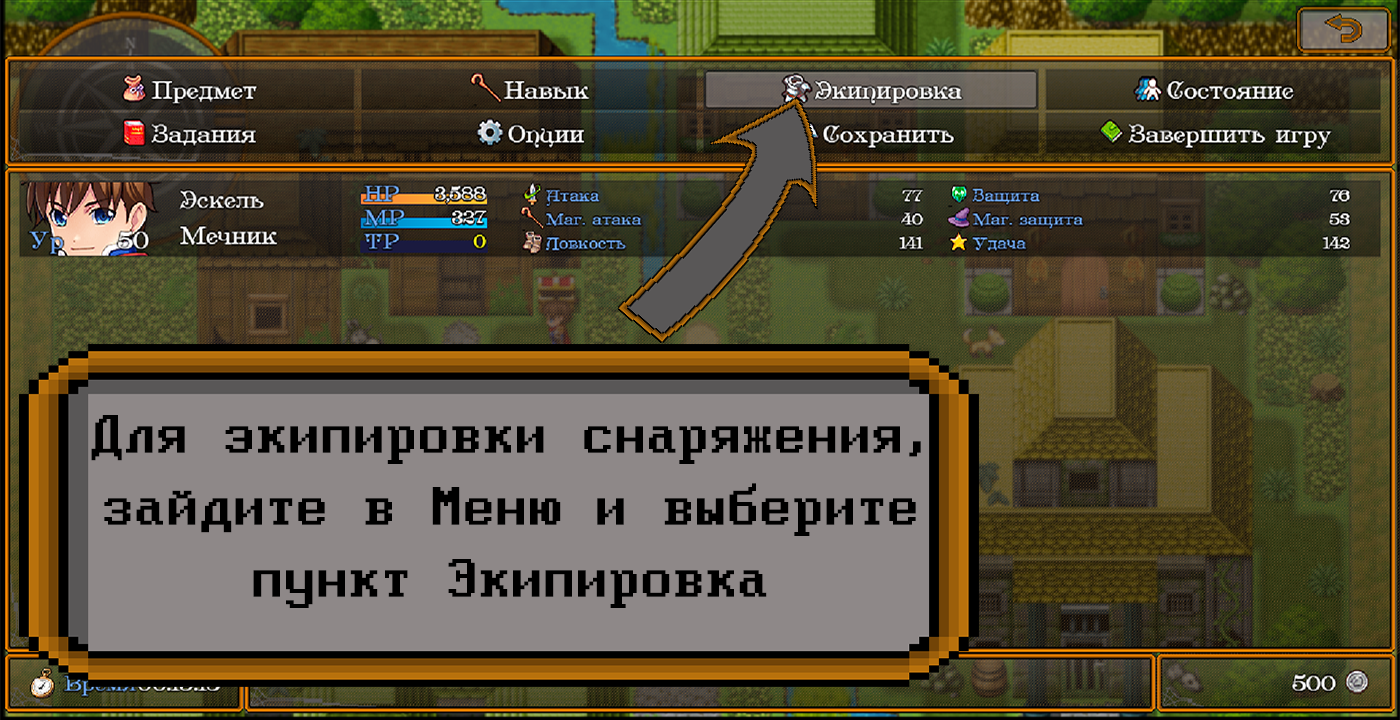 N
Предмет Навык Экипировка Состояние
Задания Опции Сохранить Завершить игру
Эскель HP 3,588 Атака 77 Защита 76
Ур 50 Мечник MP 327 Маг. атака 40 Маг. защита 53
TP 0 Ловкость 141 Удача 142
Для экипировки снаряжения,
зайдите в Меню и выберите
пункт Экипировка
Время 500